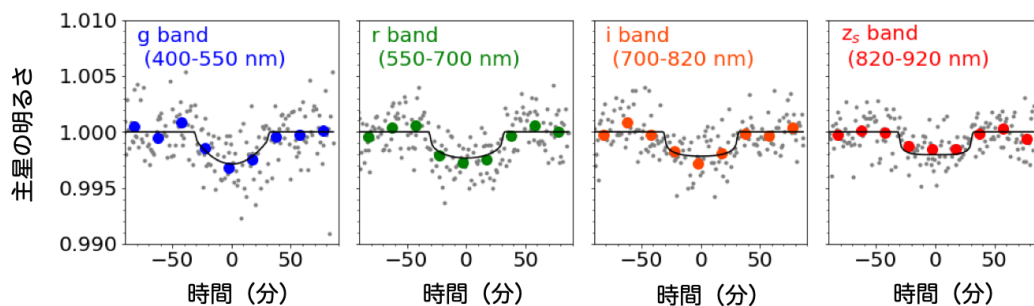 主星の明るさ
1.010
1.005
1.000
0.995
0.990
g band
(400-550 nm)
−50
0
50
時間（分）
r band
(550-700 nm)
−50
0
50
時間（分）
i band
(700-820 nm)
−50
0
50
時間（分）
zs band
(820-920 nm)
−50
0
50
時間（分）